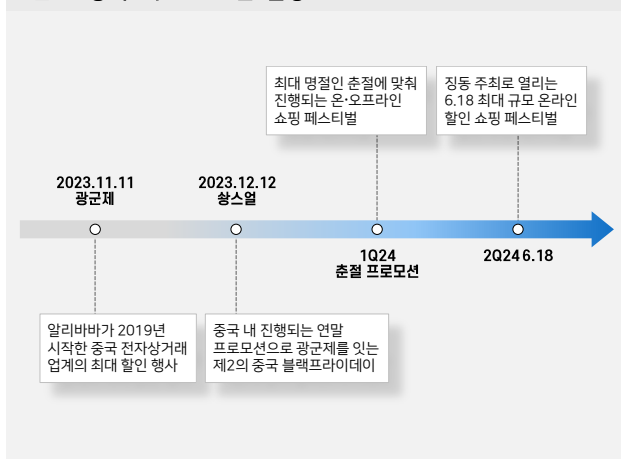 최대 명절인 춘절에 맞춰
진행되는 온·오프라인
쇼핑 페스티벌
징동 주최로 열리는
6.18 최대 규모 온라인
할인 쇼핑 페스티벌
2023.11.11
광군제
2023.12.12
솽스얼
1Q24
춘절 프로모션
2Q24 6.18
알리바바가 2019년
시작한 중국 전자상거래
업계의 최대 할인 행사
중국 내 진행되는 연말
프로모션으로 광군제를 잇는
제2의 중국 블랙프라이데이